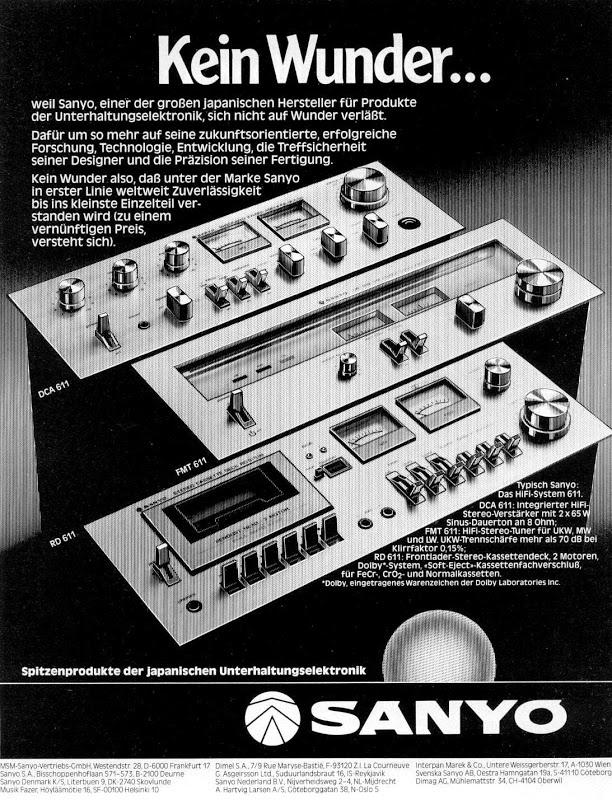 Kein Wunder...
weil Sanyo, einer der großen japanischen Hersteller für Produkte
der Unterhaltungselektronik, sich nicht auf Wunder verläßt.
Dafür um so mehr auf seine zukunftsorientierte, erfolgreiche
Forschung, Technologie, Entwicklung, die Treffsicherheit
seiner Designer und die Präzision seiner Fertigung.
Kein Wunder also, daß unter der Marke Sanyo
in erster Linie weltweit Zuverlässigkeit
bis ins kleinste Einzelteil ver-
standen wird (zu einem
vernünftigen Preis,
versteht sich).
DCA 611
FMT 611
RD 611
SANYO
Typisch Sanyo:
Das HiFi-System 611.
DCA 611: Integrierter HiFi-
Stereo-Verstärker mit 2 x 65 W
Sinus-Dauerton an 8 Ohm;
FMT 611: HiFi-Stereo-Tuner für UKW, MW
und LW. UKW-Trennschärfe mehr als 70 dB bei
Klirrfaktor 0,15%;
RD 611: Frontlader-Stereo-Kassettendeck, 2 Motoren,
Dolby*-System, «Soft-Eject»-Kassettenfachverschluß,
für FeCr-, CrO2- und Normalkassetten.
*Dolby, eingetragenes Warenzeichen der Dolby Laboratories Inc.
Spitzenprodukte der japanischen Unterhaltungselektronik
SANYO
MSM-Sanyo-Vertriebs-GmbH, Westendstr. 28, D-6000 Frankfurt 17
Sanyo S.A., Bisschoppenhoflaan 571–573, B-2100 Deurne
Sanyo Denmark K/S, Literbuen 9, DK-2740 Skovlunde
Musik Fazer, Höyläämötie 16, SF-00100 Helsinki 10
Dimel S.A., 7/9 Rue Maryse-Bastié, F-93120 Z.I. La Courneuve
G. Asgeirsson Ltd., Suduurlandsbraut 16, IS-Reykjavik
Sanyo Nederland B.V., Nijverheidsweg 2–4, NL-Mijdrecht
A. Hartvig Larsen A/S, Göteborggaten 38, N-Oslo 5
Interpan Marek & Co., Untere Weissgerberstr. 17, A-1030 Wien
Svenska Sanyo AB, Oestra Hamngatan 19a, S-41110 Göteborg
Dimag AG, Mühlemattstr. 34, CH-4104 Oberwil